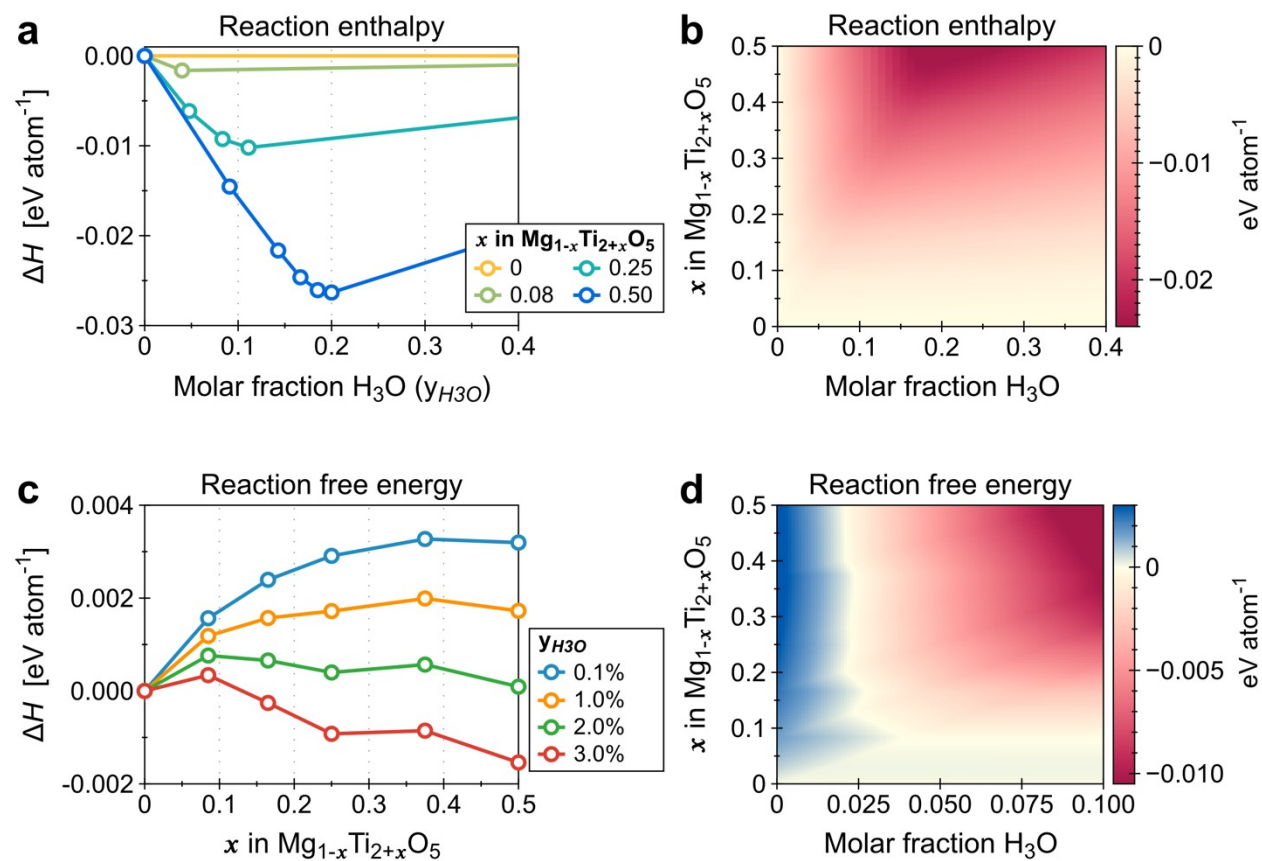 a
Reaction enthalpy
0.00
-0.01
-0.02
-0.03
ΔH [eV atom⁻¹]
0 0.1 0.2 0.3 0.4
Molar fraction H₃O (y_H3O)
x in Mg₁₋ₓTi₂₊ₓO₅
0 0.25
0.08 0.50
b
Reaction enthalpy
0.5
0.4
0.3
0.2
0.1
0
x in Mg₁₋ₓTi₂₊ₓO₅
0 0.1 0.2 0.3 0.4
Molar fraction H₃O
0
−0.01
−0.02
eV atom⁻¹
c
Reaction free energy
0.004
0.002
0.000
-0.002
ΔH [eV atom⁻¹]
0 0.1 0.2 0.3 0.4 0.5
x in Mg₁₋ₓTi₂₊ₓO₅
y_H3O
0.1%
1.0%
2.0%
3.0%
d
Reaction free energy
0.5
0.4
0.3
0.2
0.1
0
x in Mg₁₋ₓTi₂₊ₓO₅
0 0.025 0.050 0.075 0.100
Molar fraction H₃O
0
−0.005
−0.010
eV atom⁻¹